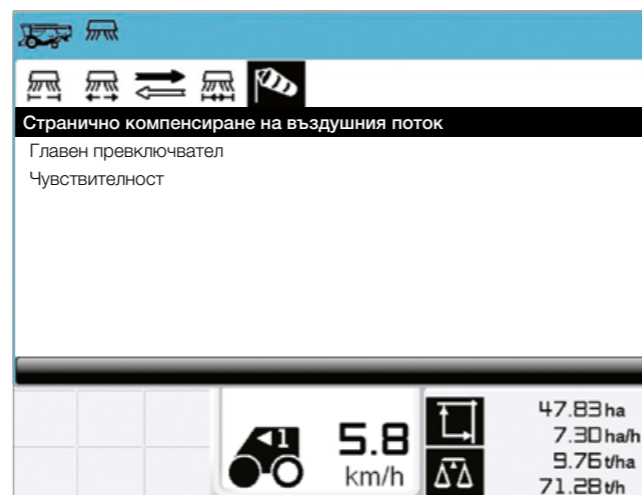 Странично компенсиране на въздушния поток
Главен превключвател
Чувствителност
1
5.8
km/h
47.83 ha
7.30 ha/h
9.76 t/ha
71.28 t/h